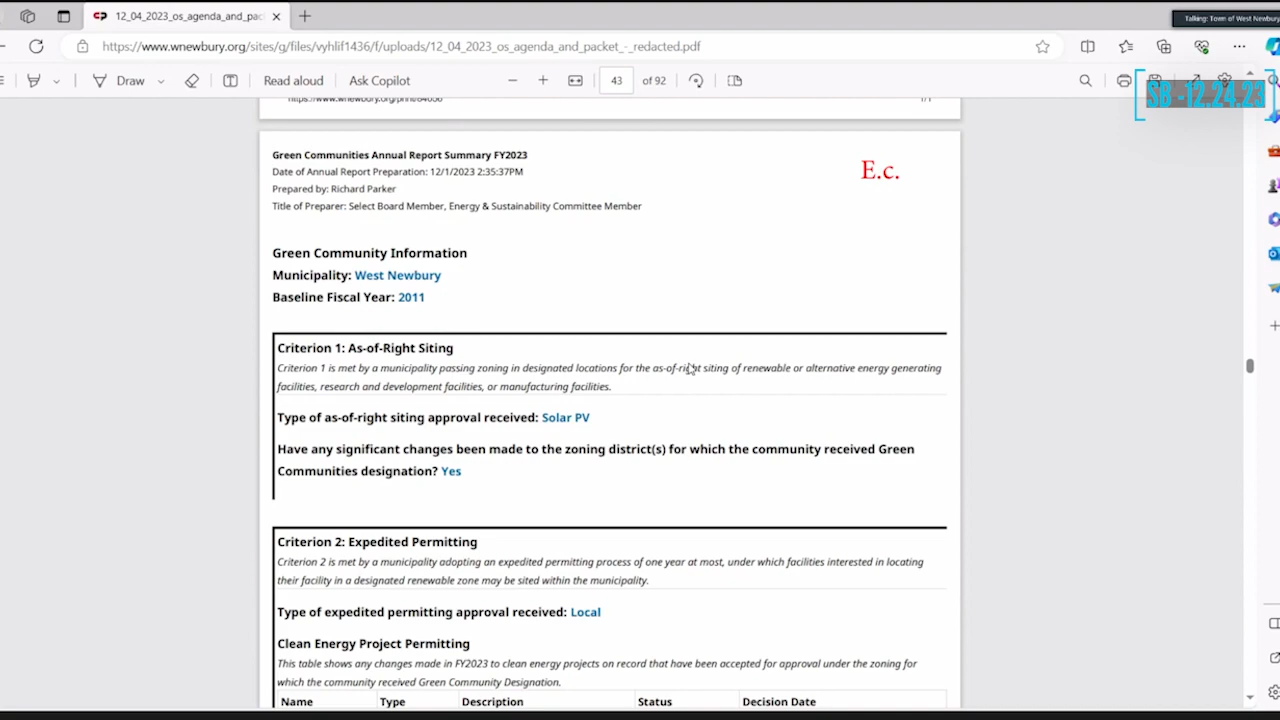 12_04_2023_os_agenda_and_pac
Talking: Town of West Newbury
https://www.wnewbury.org/sites/g/files/vyhlif1436/f/uploads/12_04_2023_os_agenda_and_packet_-_redacted.pdf
Draw
Read aloud
Ask Copilot
43 of 92
SB -12.24.23
1/1
Green Communities Annual Report Summary FY2023
E.c.
Date of Annual Report Preparation: 12/1/2023 2:35:37PM
Prepared by: Richard Parker
Title of Preparer: Select Board Member, Energy & Sustainability Committee Member
Green Community Information
Municipality: West Newbury
Baseline Fiscal Year: 2011
Criterion 1: As-of-Right Siting
Criterion 1 is met by a municipality passing zoning in designated locations for the as-of-right siting of renewable or alternative energy generating
facilities, research and development facilities, or manufacturing facilities.
Type of as-of-right siting approval received: Solar PV
Have any significant changes been made to the zoning district(s) for which the community received Green
Communities designation? Yes
Criterion 2: Expedited Permitting
Criterion 2 is met by a municipality adopting an expedited permitting process of one year at most, under which facilities interested in locating
their facility in a designated renewable zone may be sited within the municipality.
Type of expedited permitting approval received: Local
Clean Energy Project Permitting
This table shows any changes made in FY2023 to clean energy projects on record that have been accepted for approval under the zoning for
which the community received Green Community Designation.
Name Type Description Status Decision Date